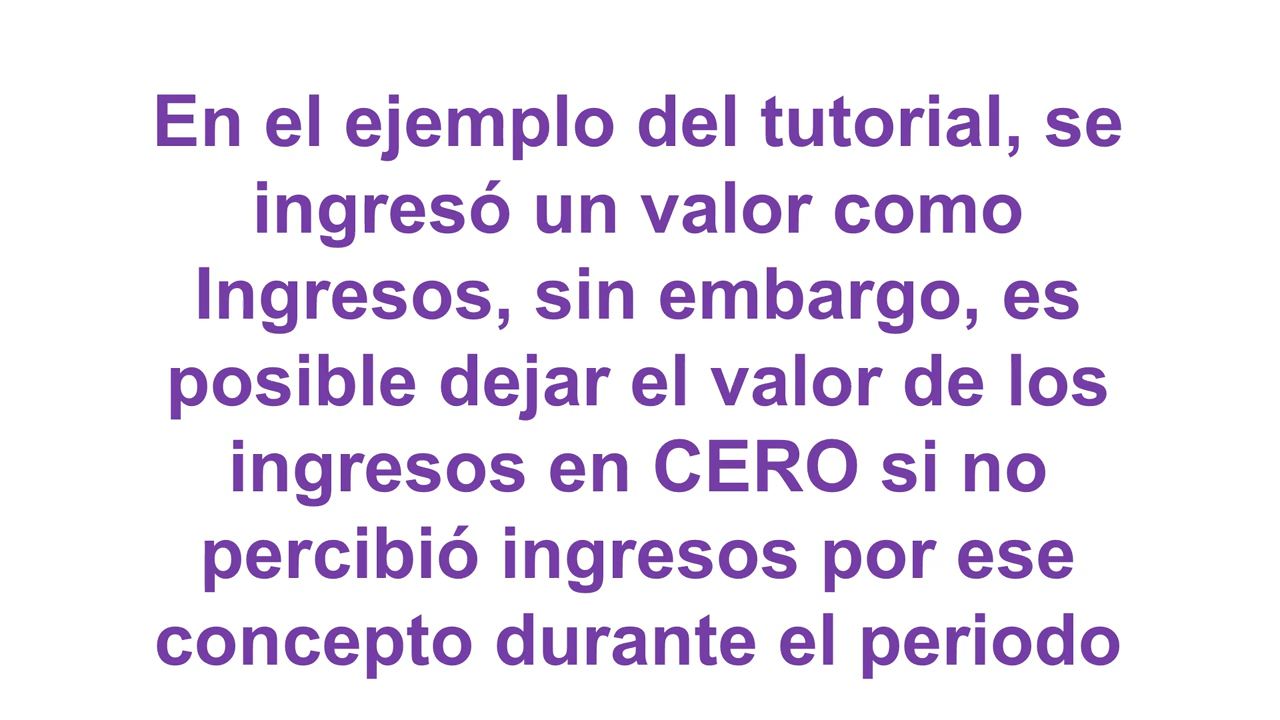 En el ejemplo del tutorial, se
ingresó un valor como
Ingresos, sin embargo, es
posible dejar el valor de los
ingresos en CERO si no
percibió ingresos por ese
concepto durante el periodo